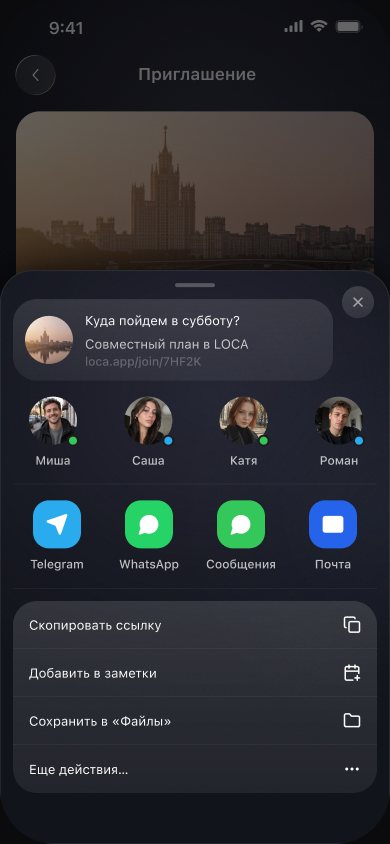 9:41
Приглашение
Куда пойдем в субботу?
Совместный план в LOCA
loca.app/join/7HF2K
Миша
Саша
Катя
Роман
Telegram
WhatsApp
Сообщения
Почта
Скопировать ссылку
Добавить в заметки
Сохранить в «Файлы»
Еще действия...